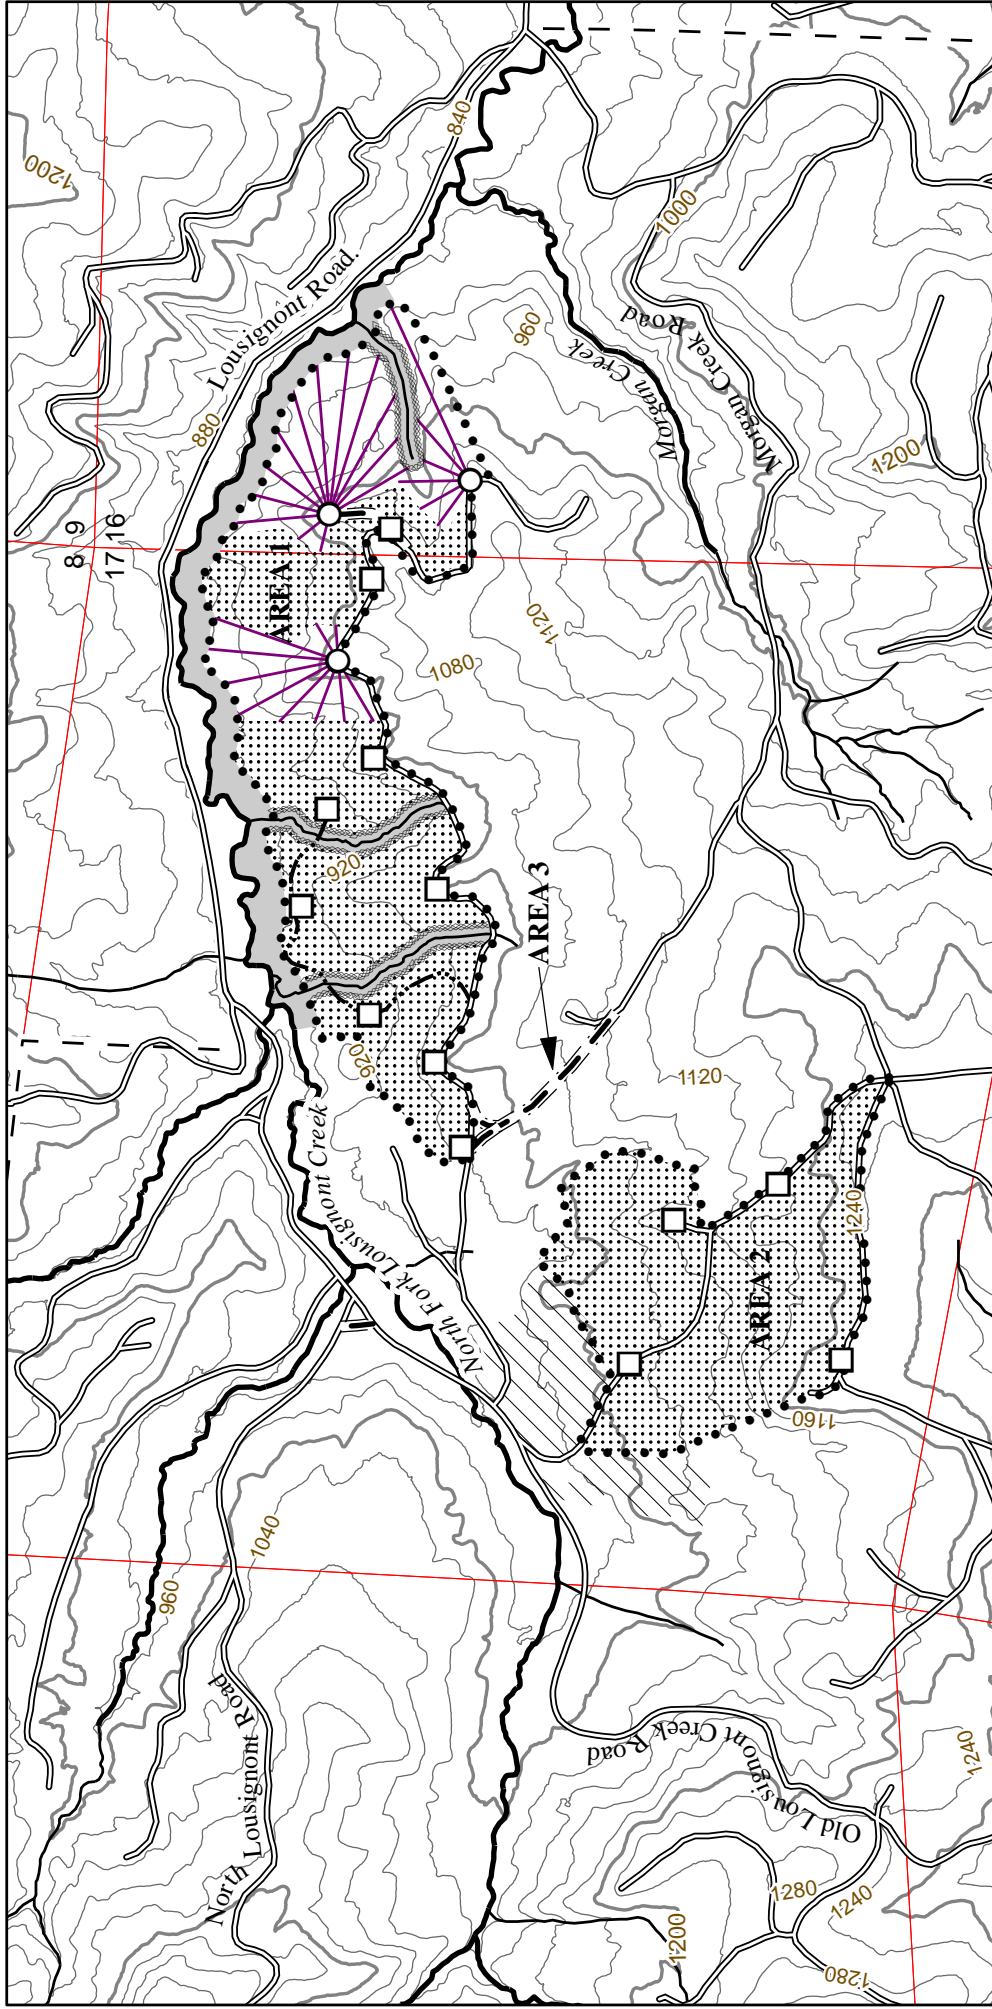 1200
840
1000
Lousignont Road.
880
960
Morgan Creek
Morgan Creek Road
1200
8 9
17 16
AREA 1
1120
1080
920
AREA 3
920
1120
North Fork Lousignont Creek
AREA 2
1240
1160
1040
960
North Lousignont Road
Old Lousignont Creek Road
1240
1280
1240
1200
1280